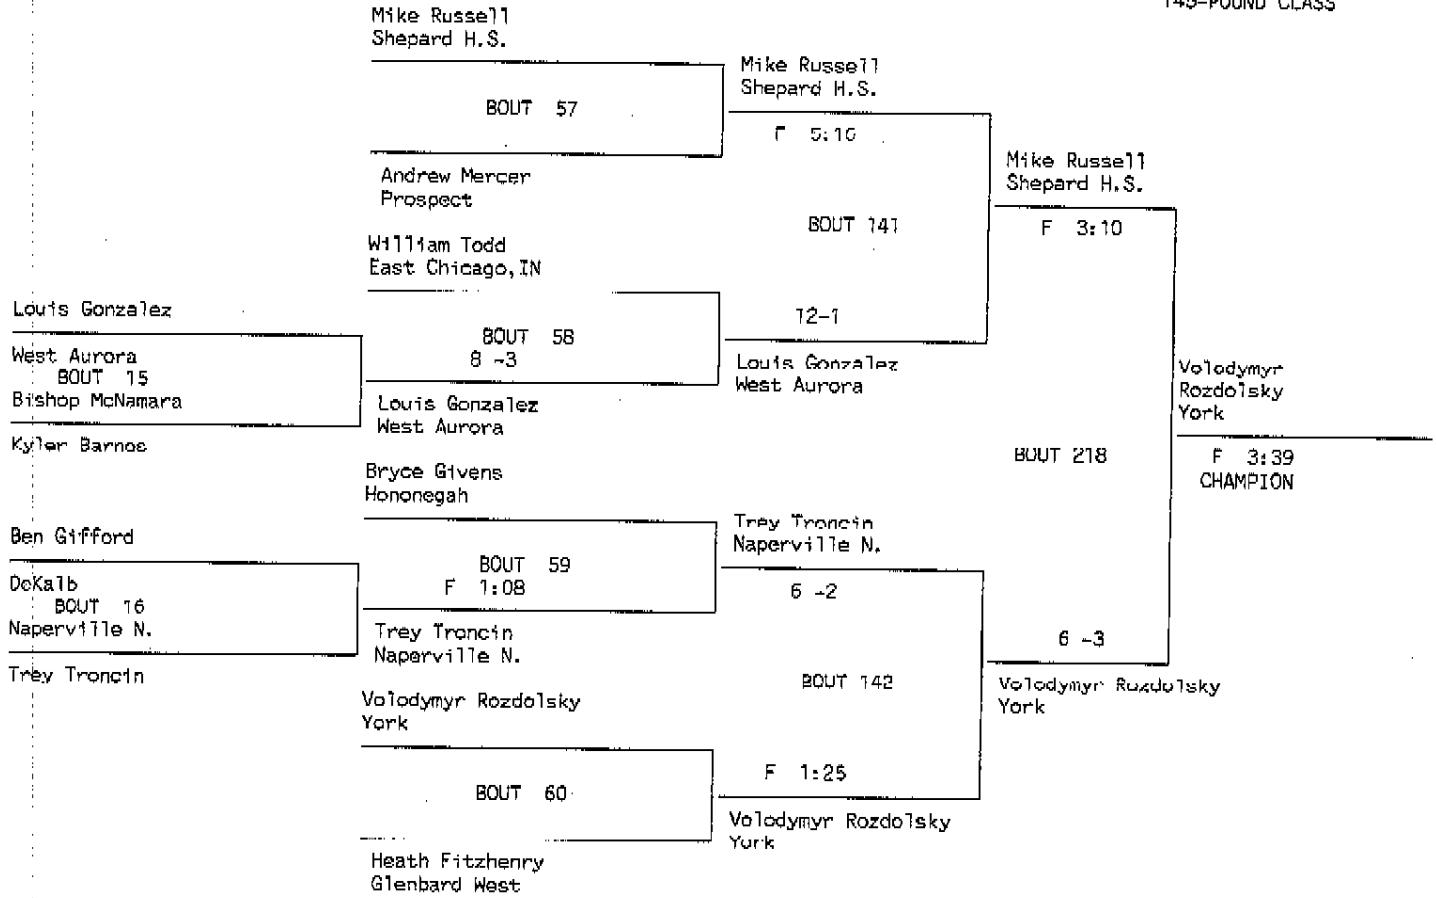 145-POUND CLASS
Mike Russell
Shepard H.S.
BOUT 57
Andrew Mercer
Prospect
Mike Russell
Shepard H.S.
F 5:10
William Todd
East Chicago,IN
BOUT 58
8 -3
Louis Gonzalez
West Aurora
BOUT 15
Bishop McNamara
Kyler Barnos
Louis Gonzalez
West Aurora
BOUT 141
12-1
Louis Gonzalez
West Aurora
Mike Russell
Shepard H.S.
F 3:10
Bryce Givens
Hononegah
BOUT 59
F 1:08
Ben Gifford
DeKalb
BOUT 16
Naperville N.
Trey Troncin
Trey Troncin
Naperville N.
Trey Troncin
Naperville N.
6 -2
Volodymyr Rozdolsky
York
BOUT 60
Heath Fitzhenry
Glenbard West
BOUT 142
F 1:25
Volodymyr Rozdolsky
York
BOUT 218
6 -3
Volodymyr Rozdolsky
York
Volodymyr
Rozdolsky
York
F 3:39
CHAMPION